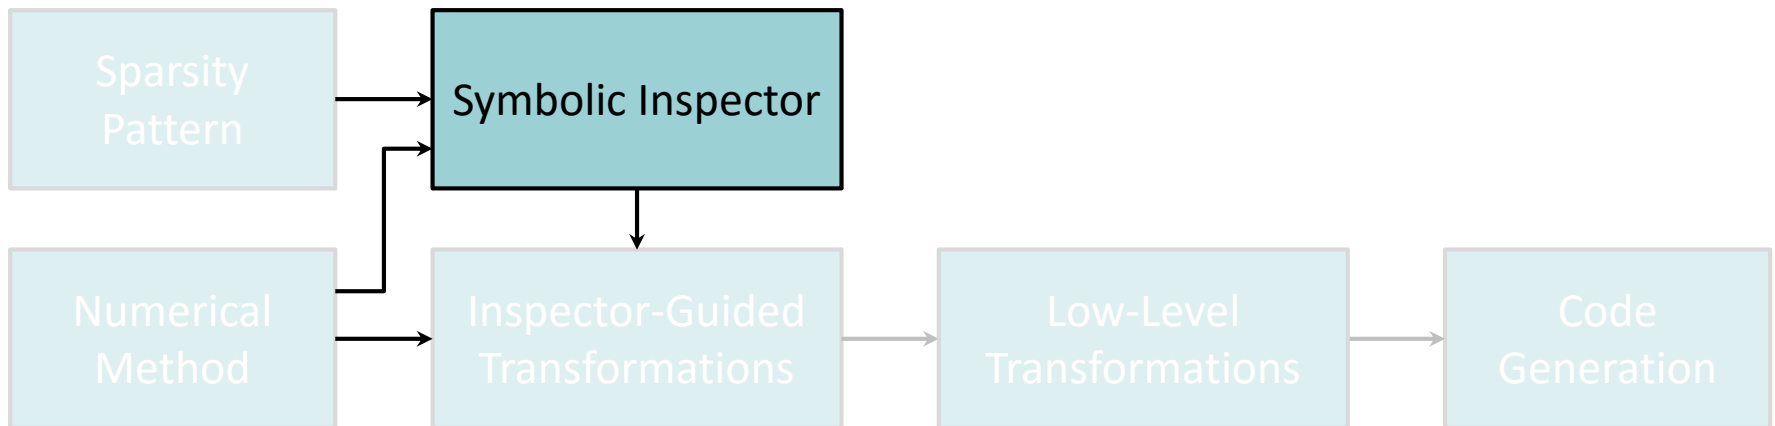 Sparsity
Pattern
Symbolic Inspector
Numerical
Method
Inspector-Guided
Transformations
Low-Level
Transformations
Code
Generation